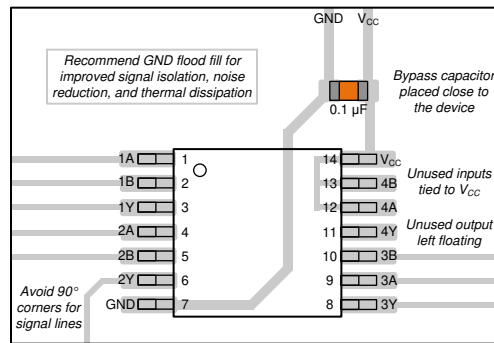 GND V_CC
Recommend GND flood fill for
improved signal isolation, noise
reduction, and thermal dissipation
Bypass capacitor
placed close to
the device
0.1 µF
1A 1 14 V_CC
1B 2 13 4B
1Y 3 12 4A
2A 4 11 4Y
2B 5 10 3B
2Y 6 9 3A
GND 7 8 3Y
Unused inputs
tied to V_CC
Unused output
left floating
Avoid 90°
corners for
signal lines